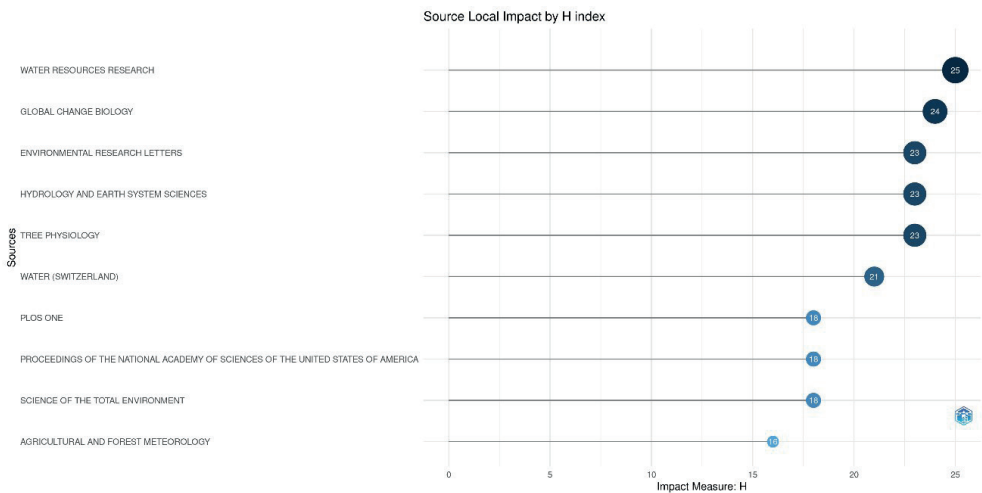 Source Local Impact by H index
WATER RESOURCES RESEARCH
25
GLOBAL CHANGE BIOLOGY
24
ENVIRONMENTAL RESEARCH LETTERS
23
HYDROLOGY AND EARTH SYSTEM SCIENCES
23
TREE PHYSIOLOGY
23
WATER (SWITZERLAND)
21
PLOS ONE
18
PROCEEDINGS OF THE NATIONAL ACADEMY OF SCIENCES OF THE UNITED STATES OF AMERICA
18
SCIENCE OF THE TOTAL ENVIRONMENT
18
AGRICULTURAL AND FOREST METEOROLOGY
16
Sources
0 5 10 15 20 25
Impact Measure: H